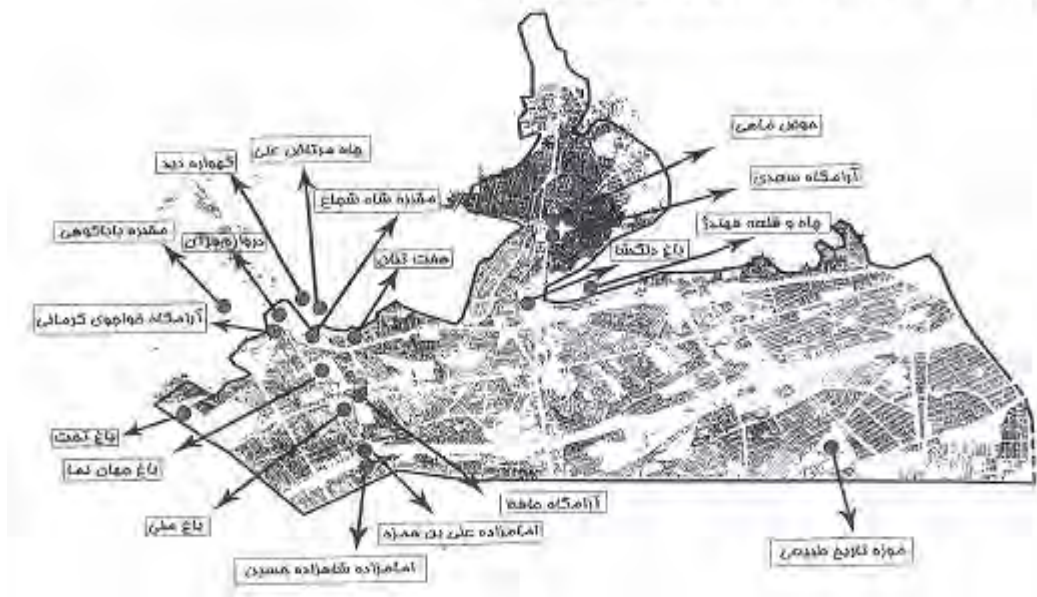 حوض ماهی
چاه مرتاض علی
گهواره دید
آرامگاه سعدی
مقبره شاه شجاع
چاه و قلعه مهندژ
مقبره باباکوهی
دروازه قرآن
باغ دلگشا
هفت تنان
آرامگاه خواجوی کرمانی
باغ تخت
باغ جهان نما
آرامگاه حافظ
باغ ملی
امامزاده علی بن حمزه
موزه تاریخ طبیعی
امامزاده شاهزاده حسین